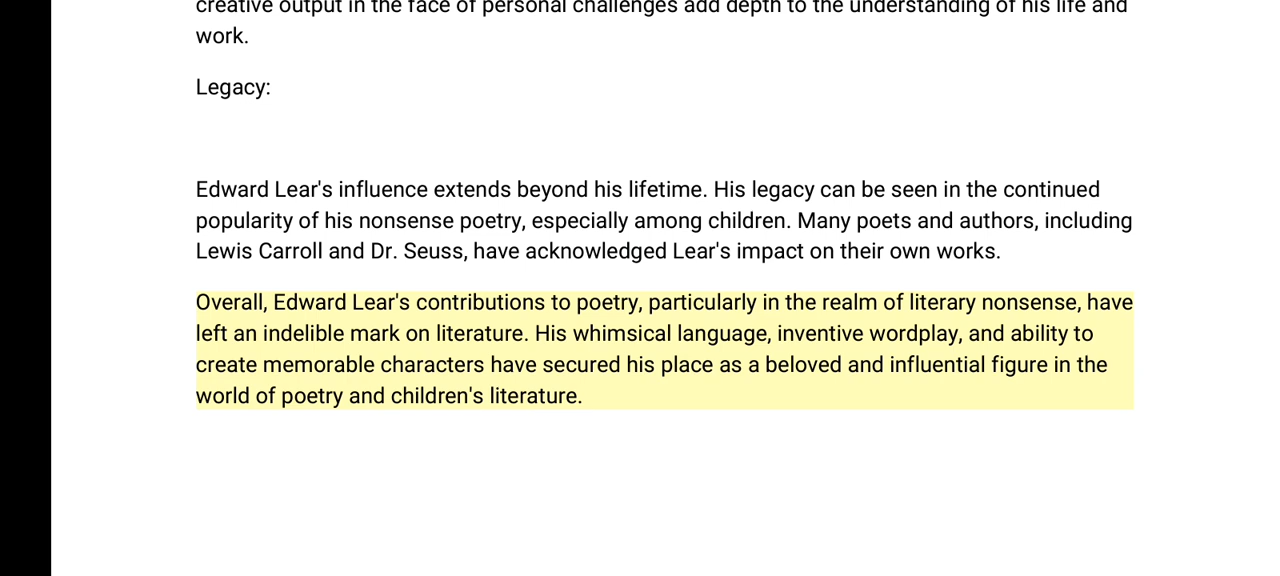 creative output in the face of personal challenges add depth to the understanding of his life and
work.
Legacy:
Edward Lear's influence extends beyond his lifetime. His legacy can be seen in the continued
popularity of his nonsense poetry, especially among children. Many poets and authors, including
Lewis Carroll and Dr. Seuss, have acknowledged Lear's impact on their own works.
Overall, Edward Lear's contributions to poetry, particularly in the realm of literary nonsense, have
left an indelible mark on literature. His whimsical language, inventive wordplay, and ability to
create memorable characters have secured his place as a beloved and influential figure in the
world of poetry and children's literature.